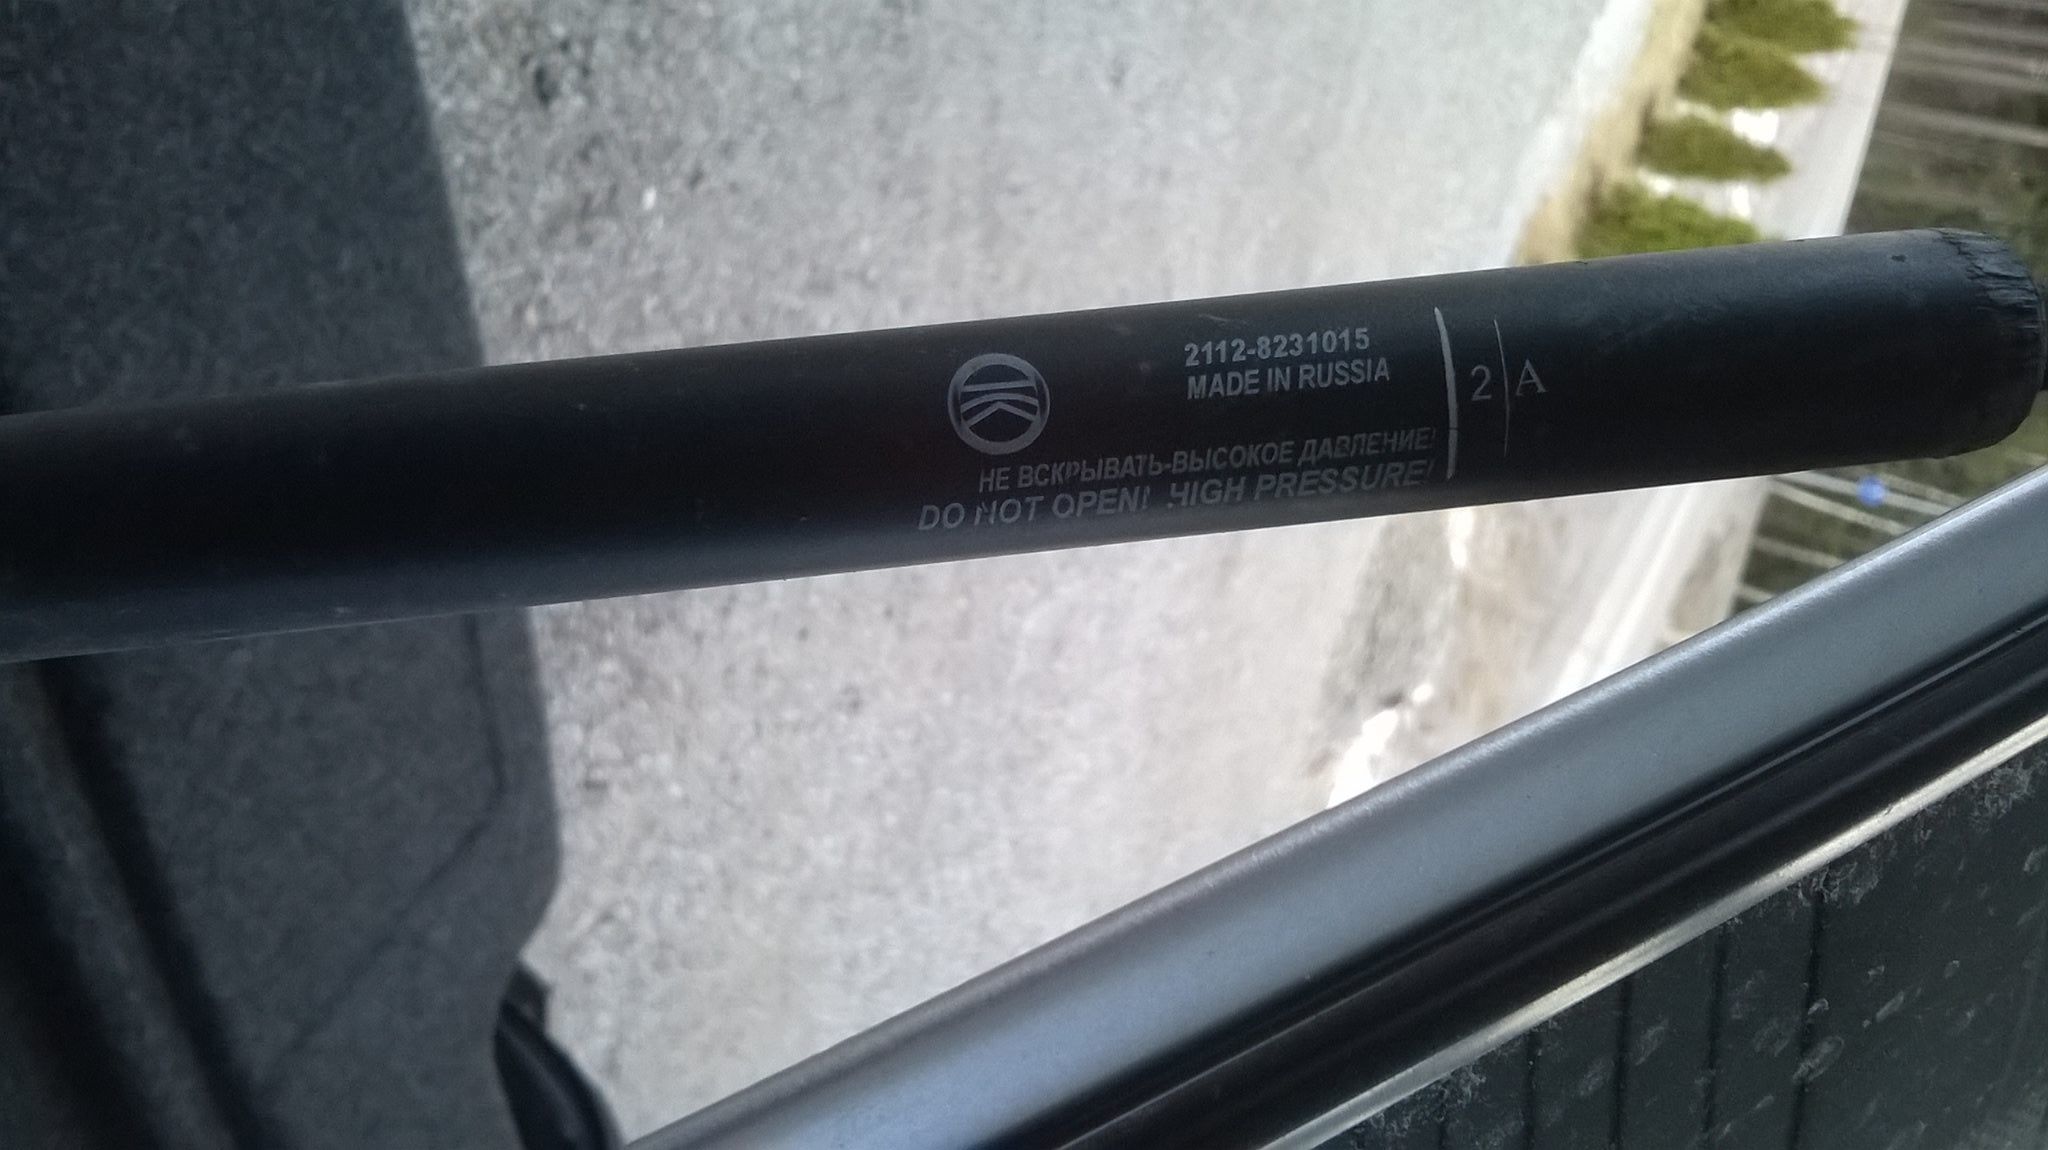 2112-8231015
MADE IN RUSSIA
2 A
НЕ ВСКРЫВАТЬ-ВЫСОКОЕ ДАВЛЕНИЕ!
DO NOT OPEN! HIGH PRESSURE!